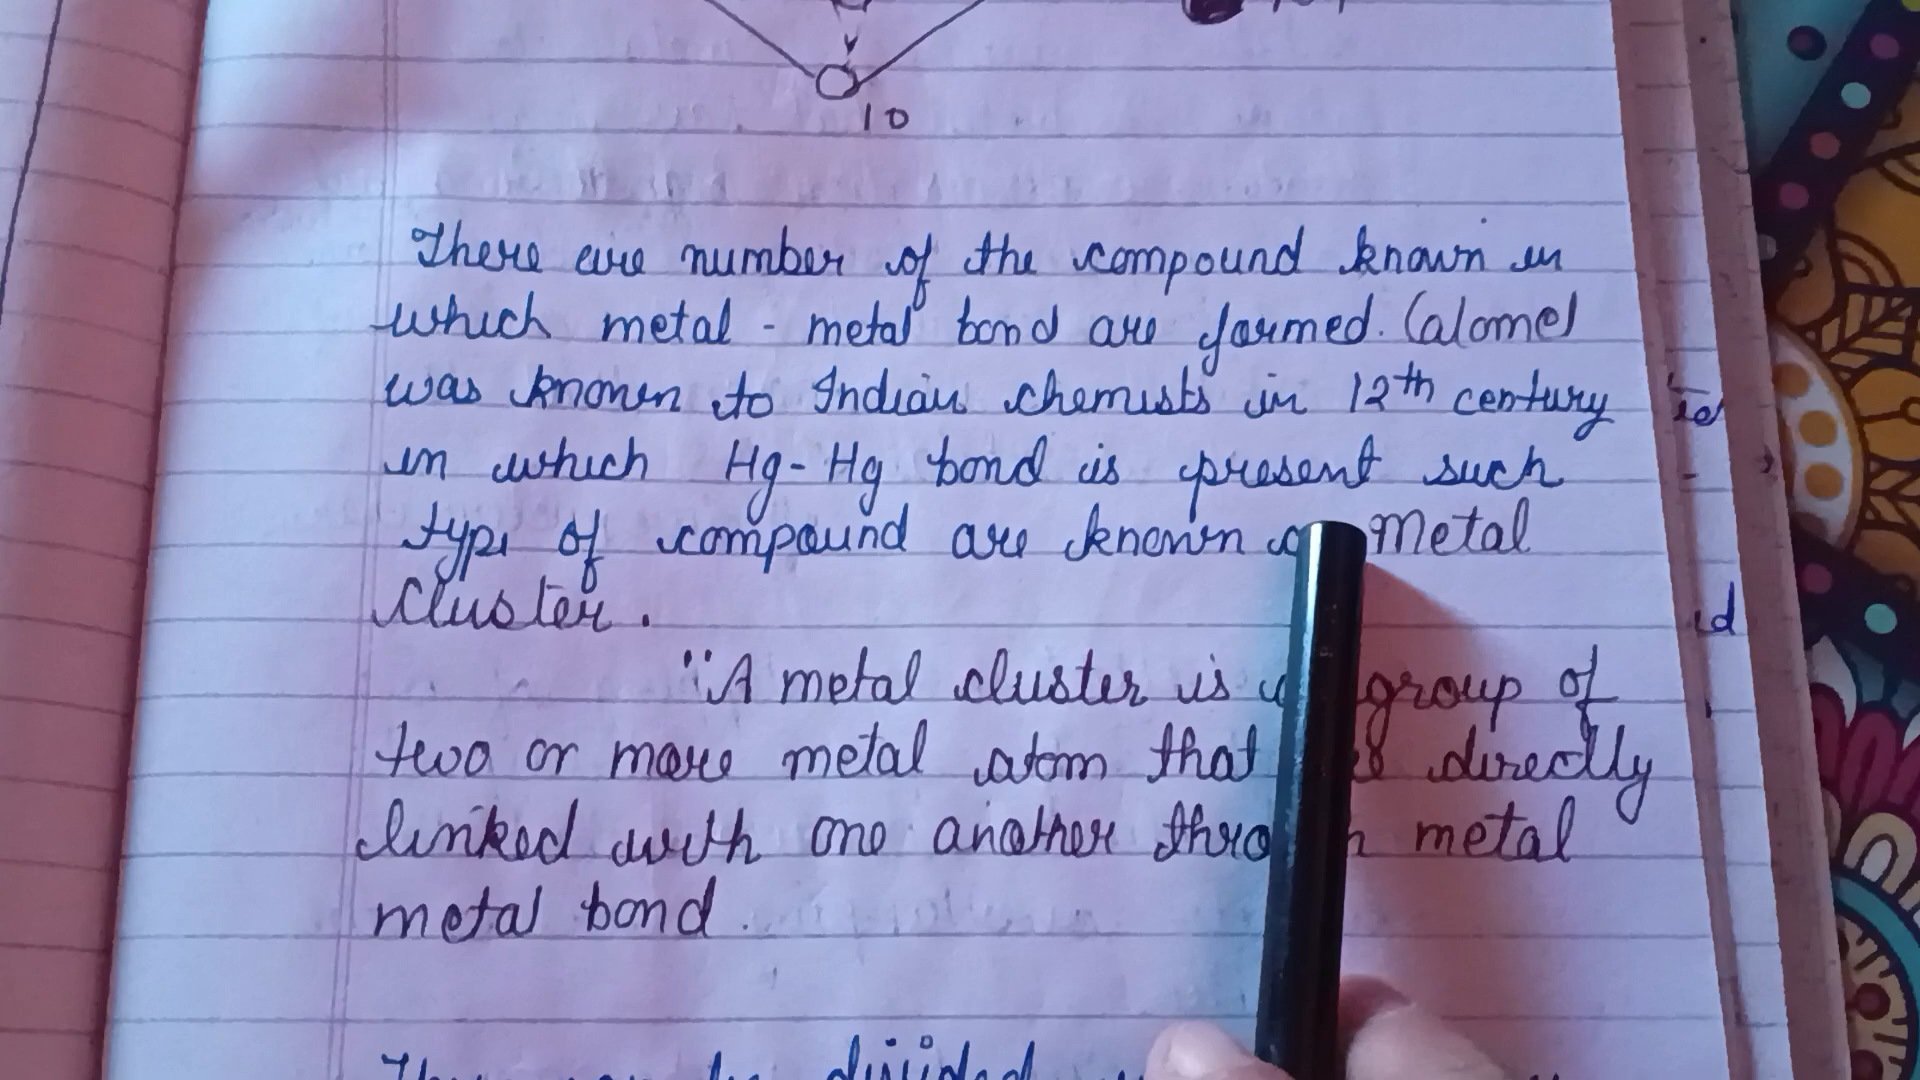 10
There are number of the compound known in
which metal - metal bond are formed. Calomel
was known to Indian chemists in 12th century
in which Hg-Hg bond is present such
type of compound are known Metal
cluster.
"A metal cluster is group of
two or more metal atom that directly
linked with one another metal
metal bond.
divided